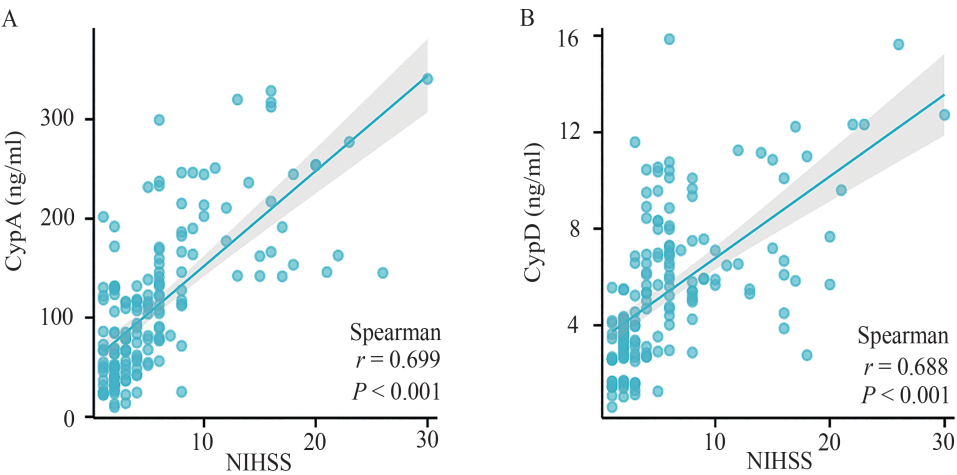 A
CypA (ng/ml)
300
200
100
0
10
20
30
NIHSS
Spearman
r = 0.699
P < 0.001
B
CypD (ng/ml)
16
12
8
4
10
20
30
NIHSS
Spearman
r = 0.688
P < 0.001